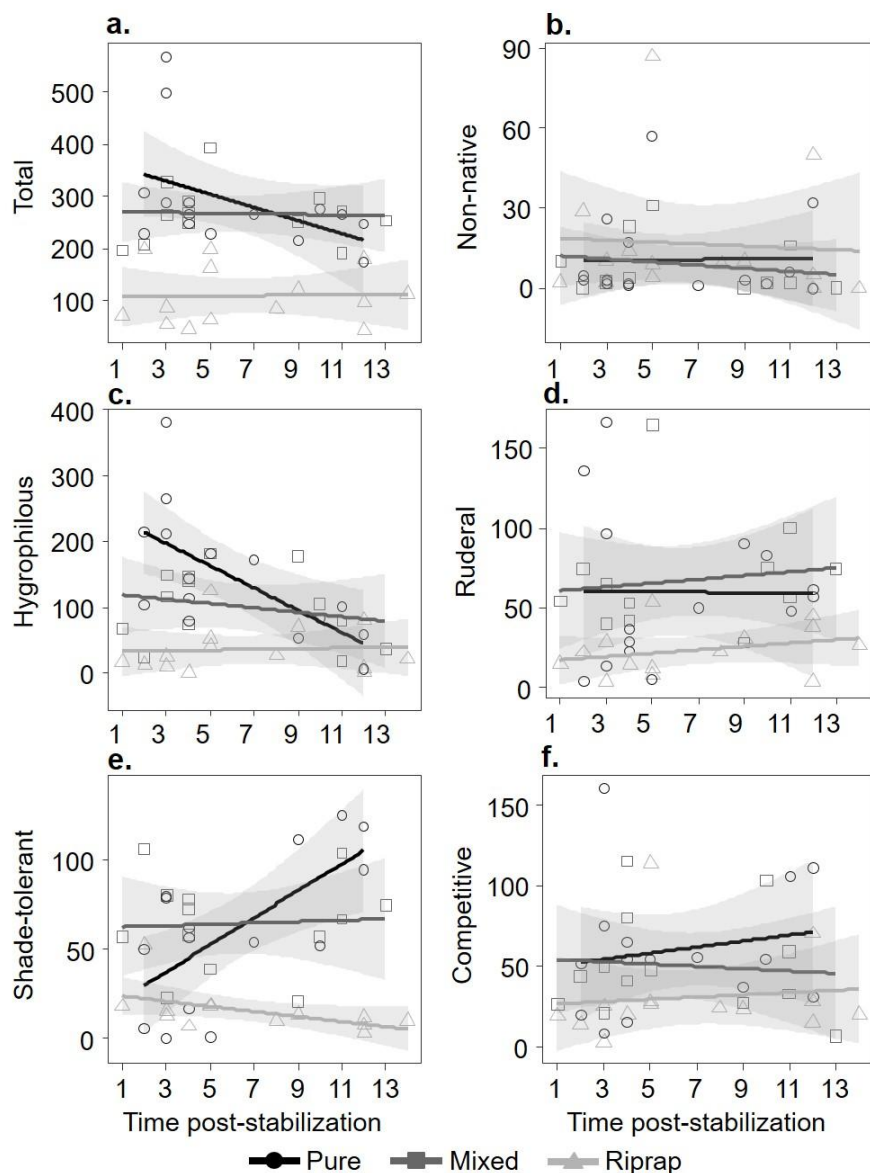 a.
Total
500
400
300
200
100
1 3 5 7 9 11 13
b.
Non-native
90
60
30
0
1 3 5 7 9 11 13
c.
Hygrophilous
400
300
200
100
0
1 3 5 7 9 11 13
d.
Ruderal
150
100
50
0
1 3 5 7 9 11 13
e.
Shade-tolerant
100
50
0
1 3 5 7 9 11 13
Time post-stabilization
f.
Competitive
200
150
100
50
0
1 3 5 7 9 11 13
Time post-stabilization
Pure Mixed Riprap